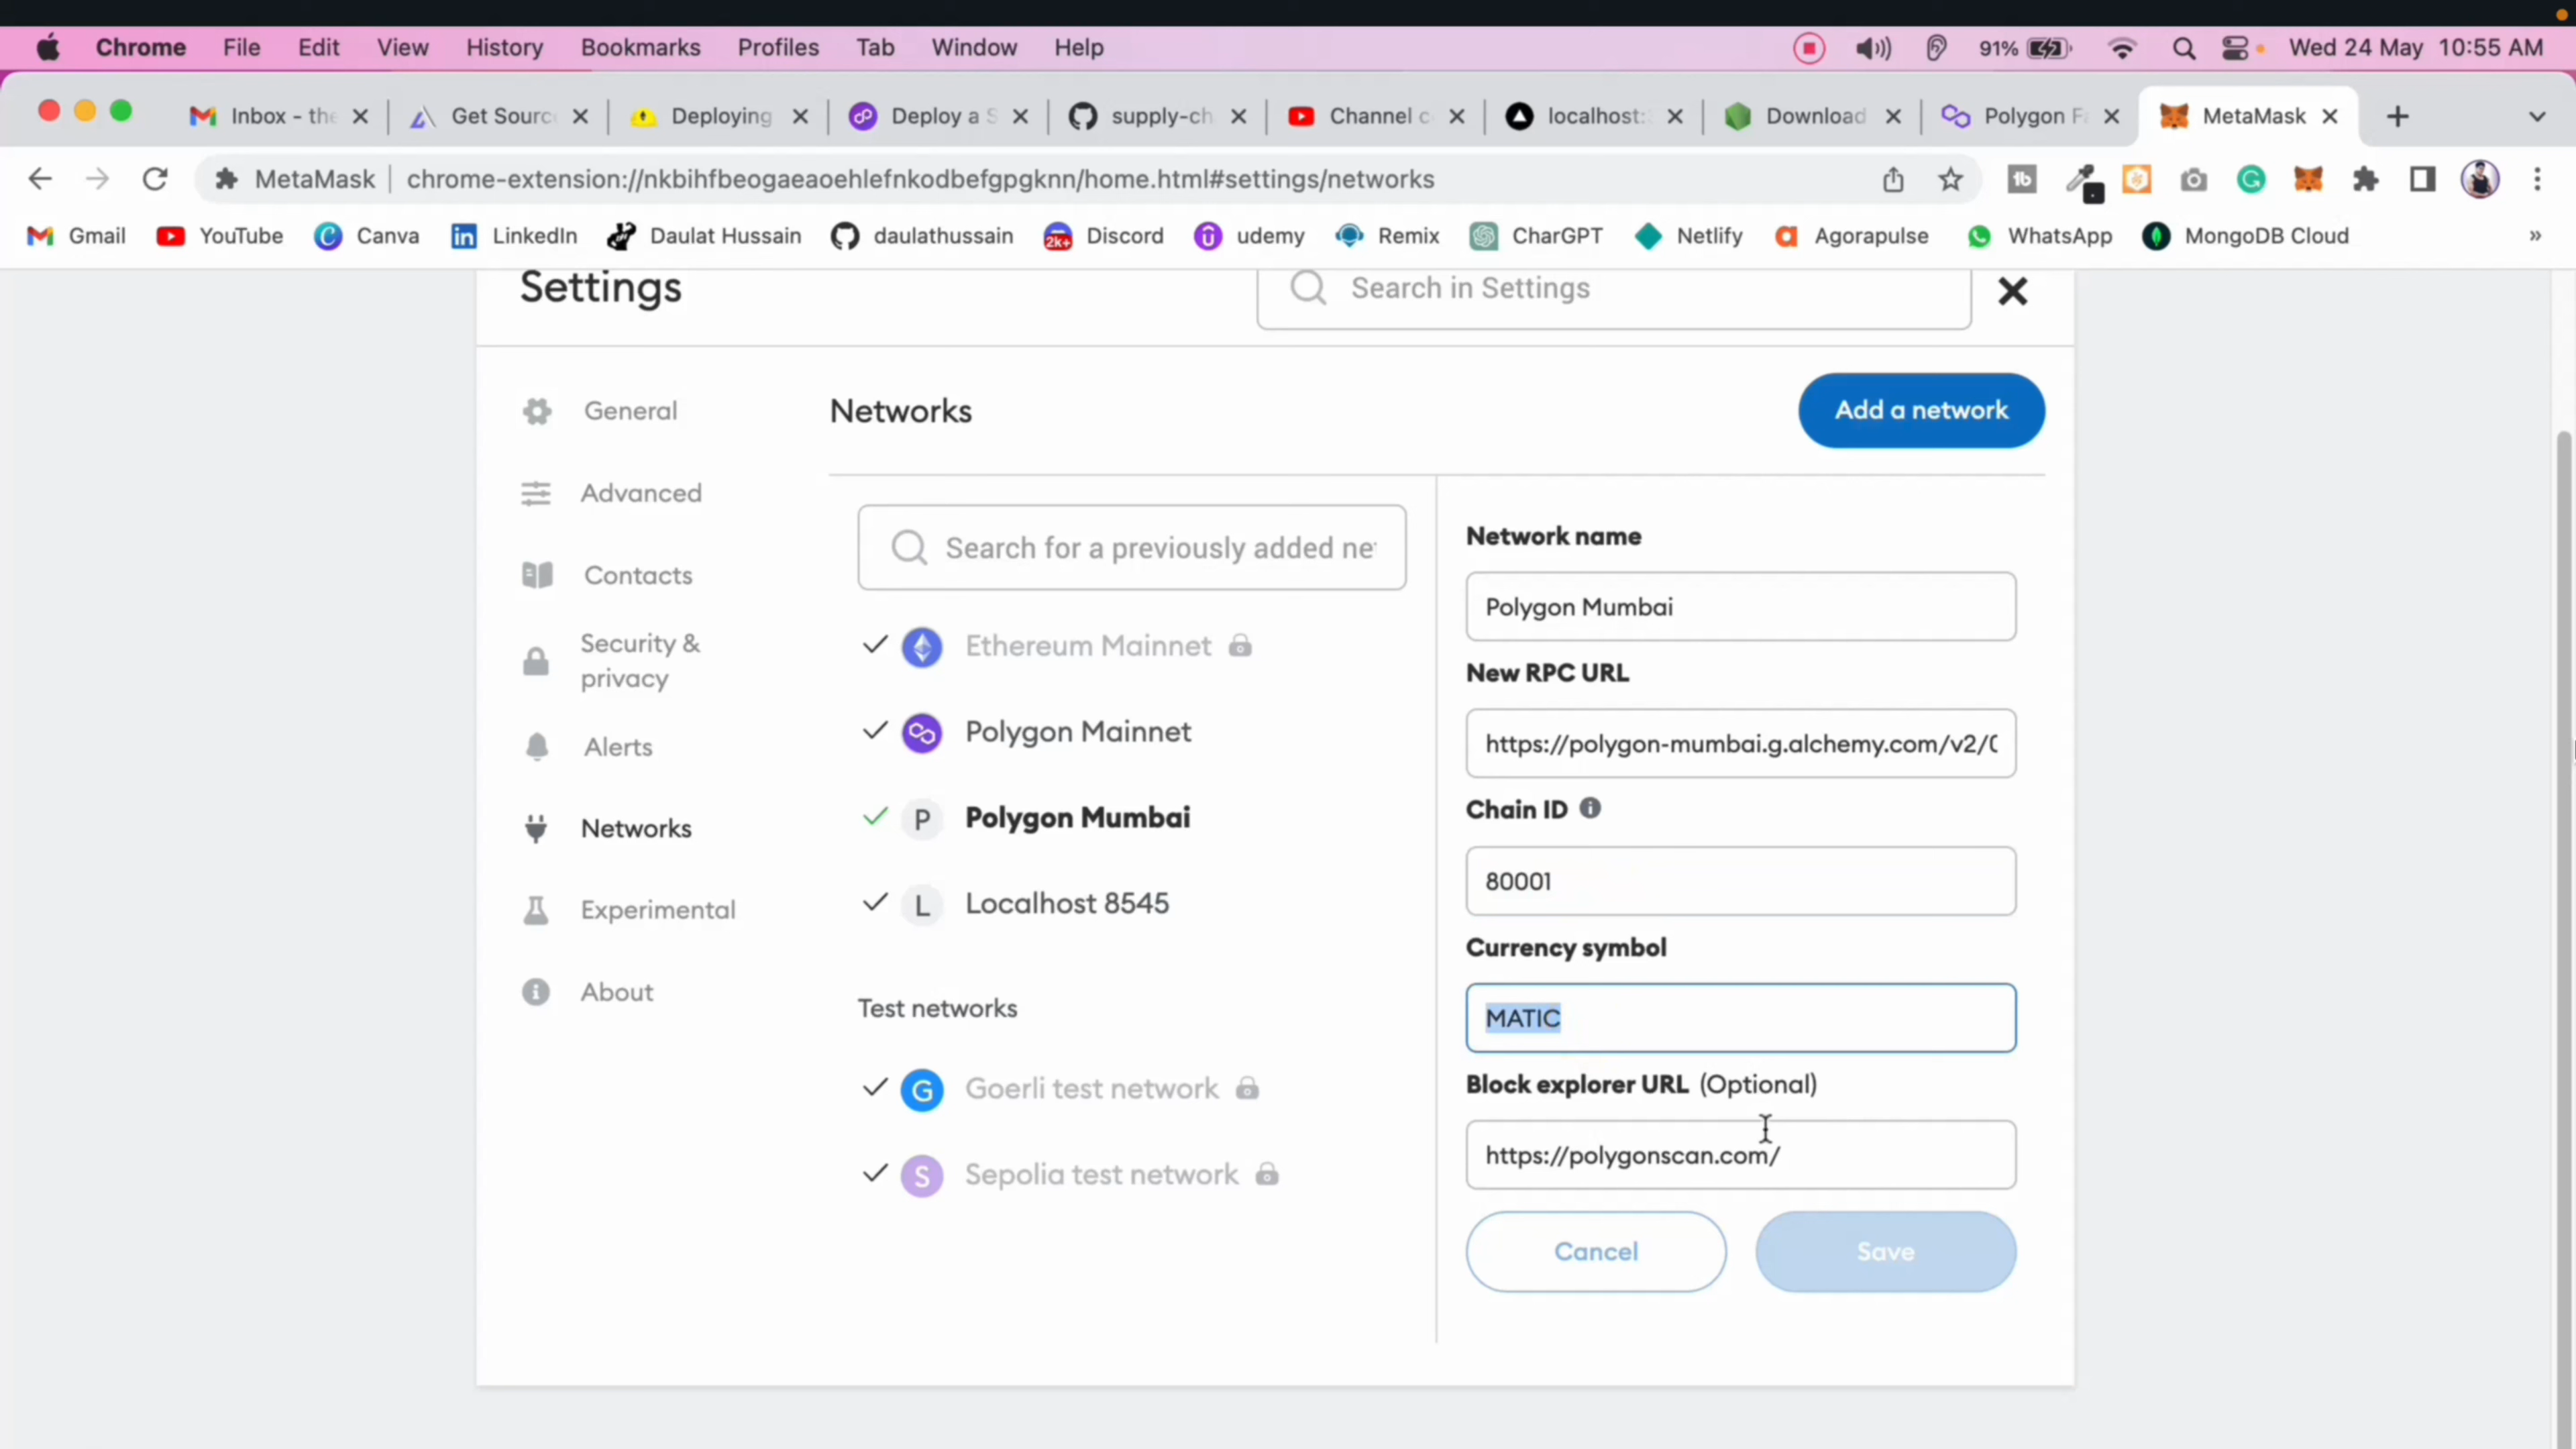 Chrome File Edit View History Bookmarks Profiles Tab Window Help 91% Wed 24 May 10:55 AM
Inbox - the Get Sourc Deploying Deploy a S supply-ch Channel c localhost: Download Polygon Fa MetaMask
MetaMask chrome-extension://nkbihfbeogaeaoehlefnkodbefgpgknn/home.html#settings/networks
Gmail YouTube Canva LinkedIn Daulat Hussain daulathussain 2k+ Discord udemy Remix CharGPT Netlify Agorapulse WhatsApp MongoDB Cloud »
Settings
Search in Settings
General
Advanced
Contacts
Security &
privacy
Alerts
Networks
Experimental
About
Networks
Add a network
Search for a previously added ne
Ethereum Mainnet
Polygon Mainnet
P Polygon Mumbai
L Localhost 8545
Test networks
G Goerli test network
S Sepolia test network
Network name
Polygon Mumbai
New RPC URL
https://polygon-mumbai.g.alchemy.com/v2/
Chain ID
80001
Currency symbol
MATIC
Block explorer URL (Optional)
https://polygonscan.com/
Cancel
Save